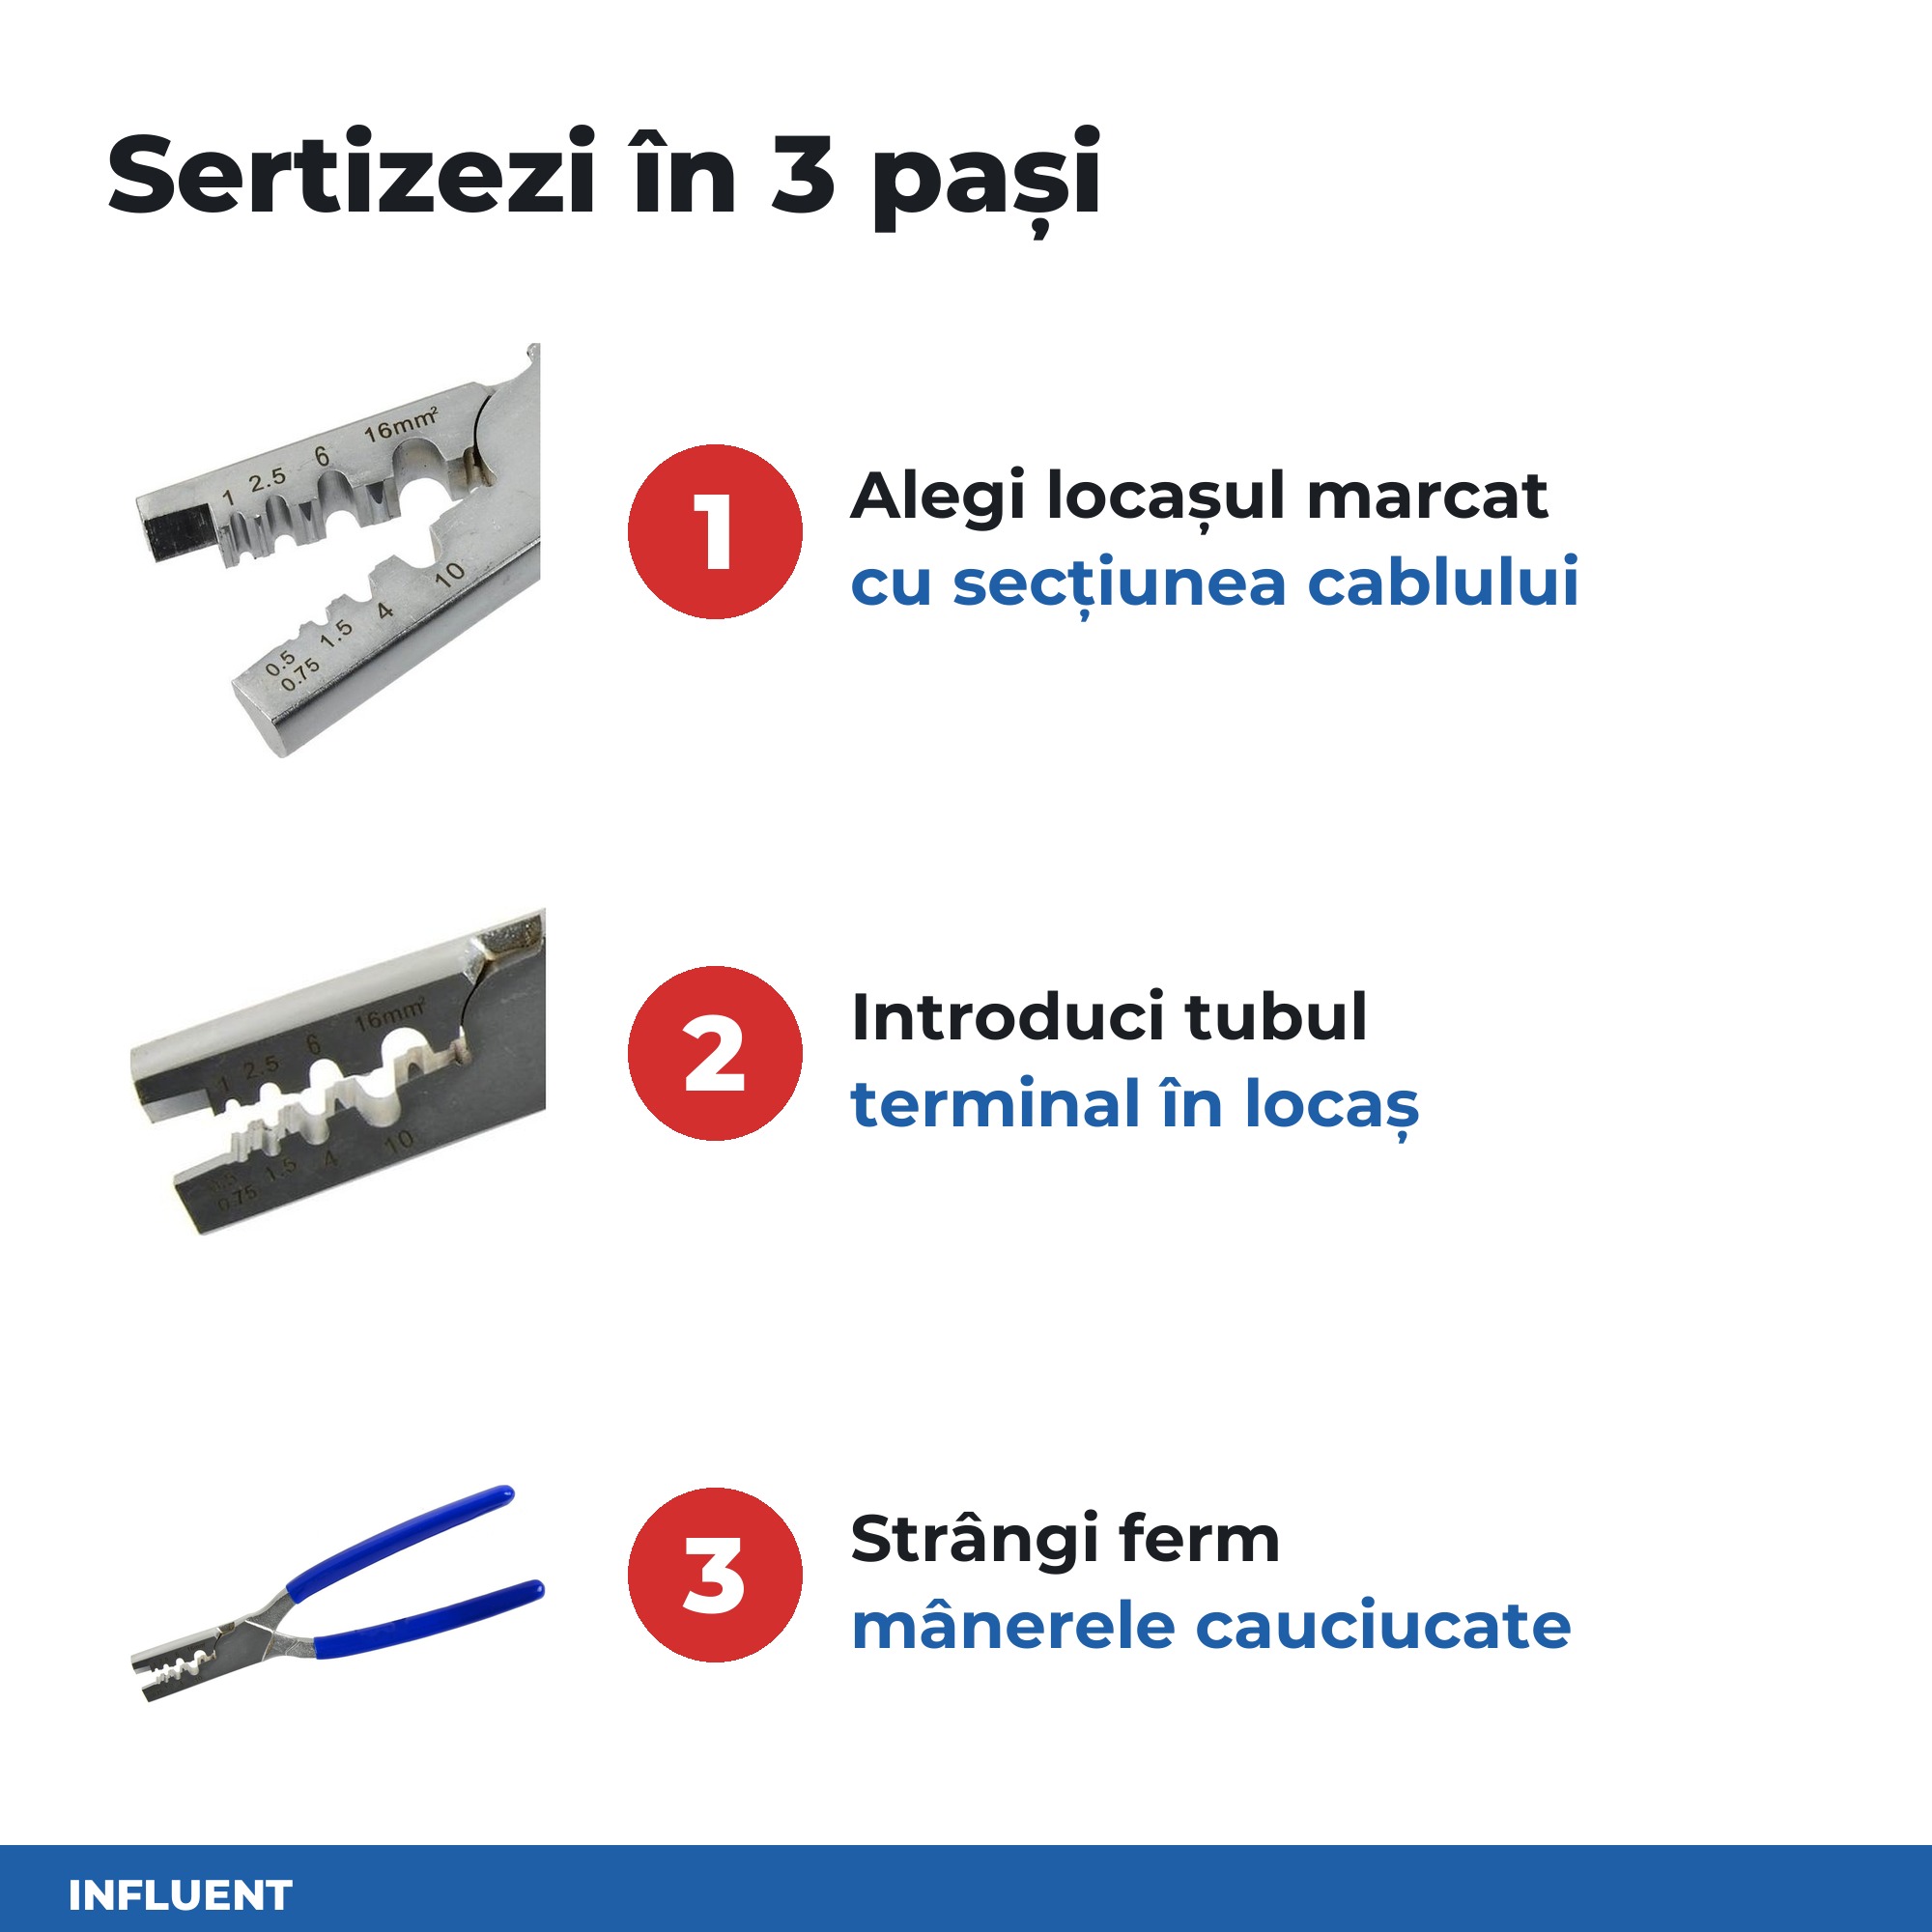 Sertizezi în 3 pași
1 2.5 6 16mm²
0.5 1.5 4 10
0.75
1
Alegi locașul marcat
cu secțiunea cablului
1 2.5 6 16mm²
1.5 4 10
0.75
2
Introduci tubul
terminal în locaș
3
Strângi ferm
mânerele cauciucate
INFLUENT